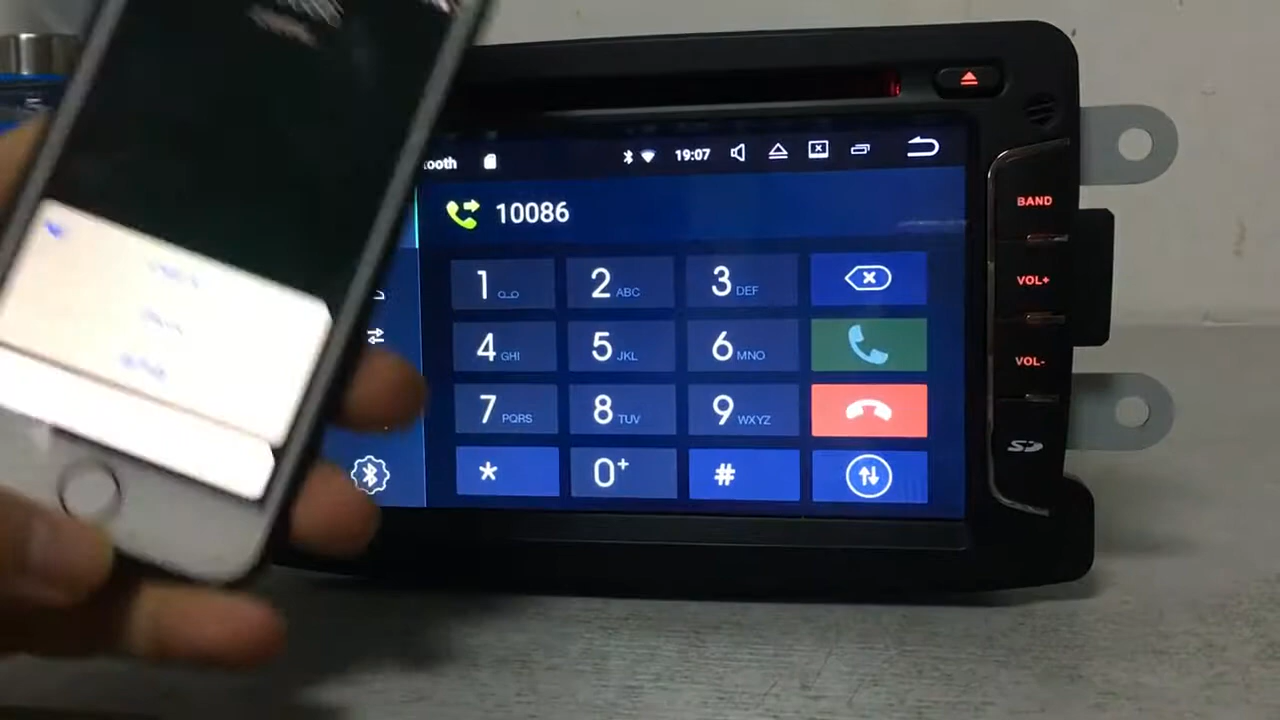 tooth 19:07
10086
1
2 ABC
3 DEF
4 GHI
5 JKL
6 MNO
7 PQRS
8 TUV
9 WXYZ
*
0+
#
BAND
VOL+
VOL-
SD